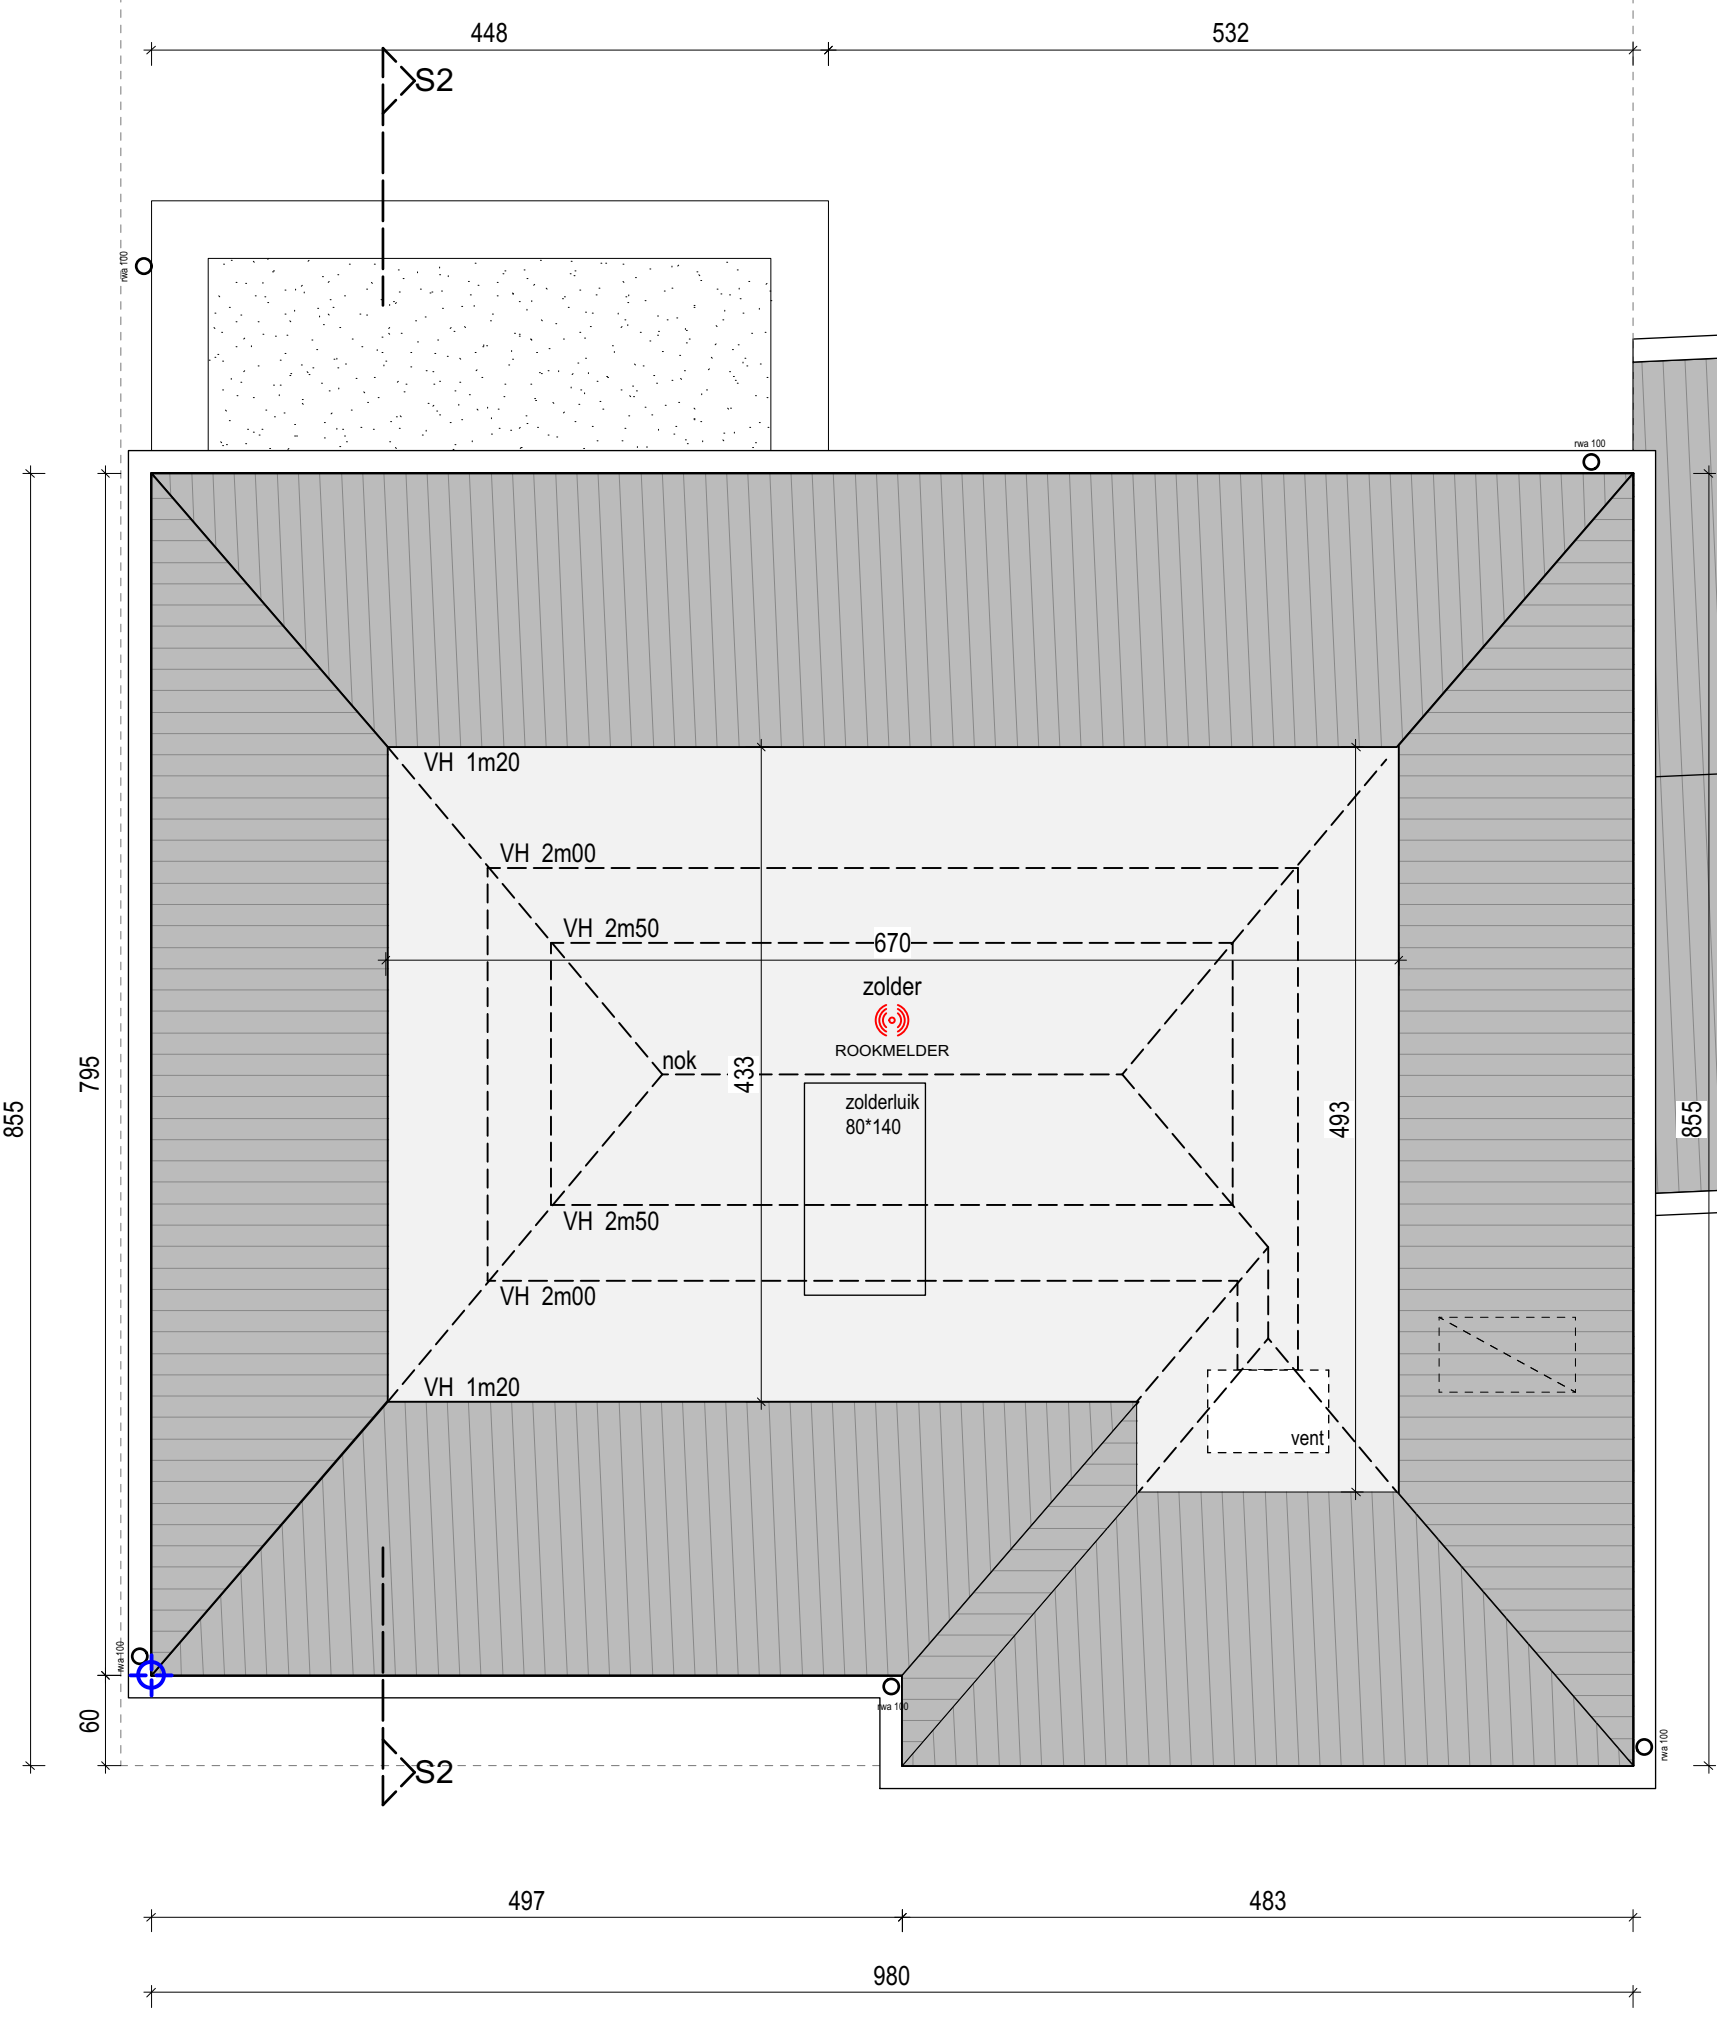 448
532
S2
rwa 100
rwa 100
VH 1m20
VH 2m00
VH 2m50
670
zolder
ROOKMELDER
nok
433
zolderluik
80*140
493
795
855
855
VH 2m50
VH 2m00
VH 1m20
vent
rwa 100
rwa 100
rwa 100
60
S2
497
483
980